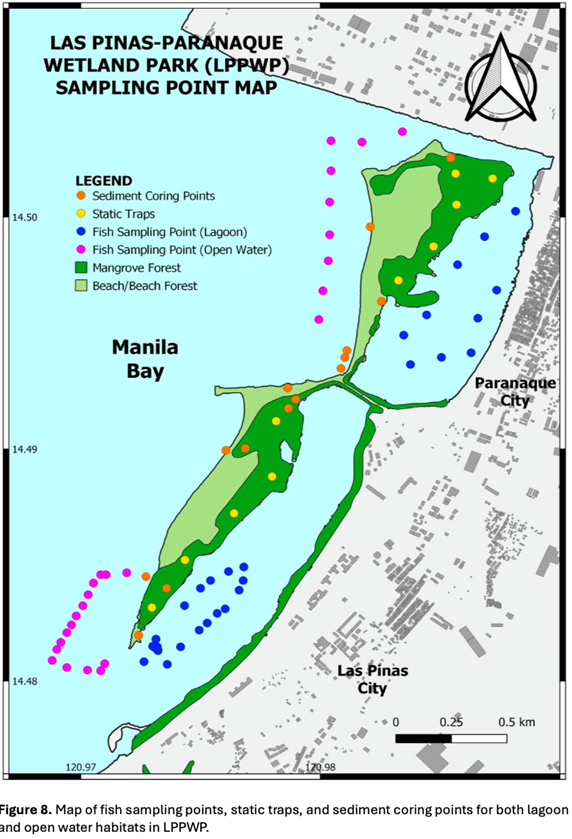 LAS PINAS-PARANAQUE
WETLAND PARK (LPPWP)
SAMPLING POINT MAP
LEGEND
Sediment Coring Points
Static Traps
Fish Sampling Point (Lagoon)
Fish Sampling Point (Open Water)
Mangrove Forest
Beach/Beach Forest
14.50
Manila
Bay
Paranaque
City
14.49
Las Pinas
City
14.48
0 0.25 0.5 km
120.97 120.98
Figure 8. Map of fish sampling points, static traps, and sediment coring points for both lagoon
and open water habitats in LPPWP.